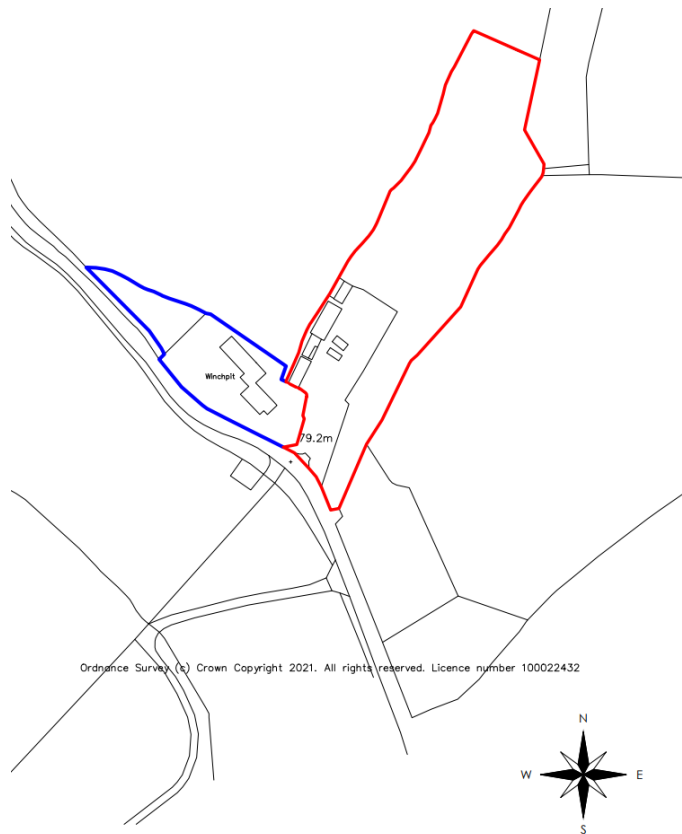 Winchpit
79.2m
Ordnance Survey (c) Crown Copyright 2021. All rights reserved. Licence number 100022432
N
W E
S